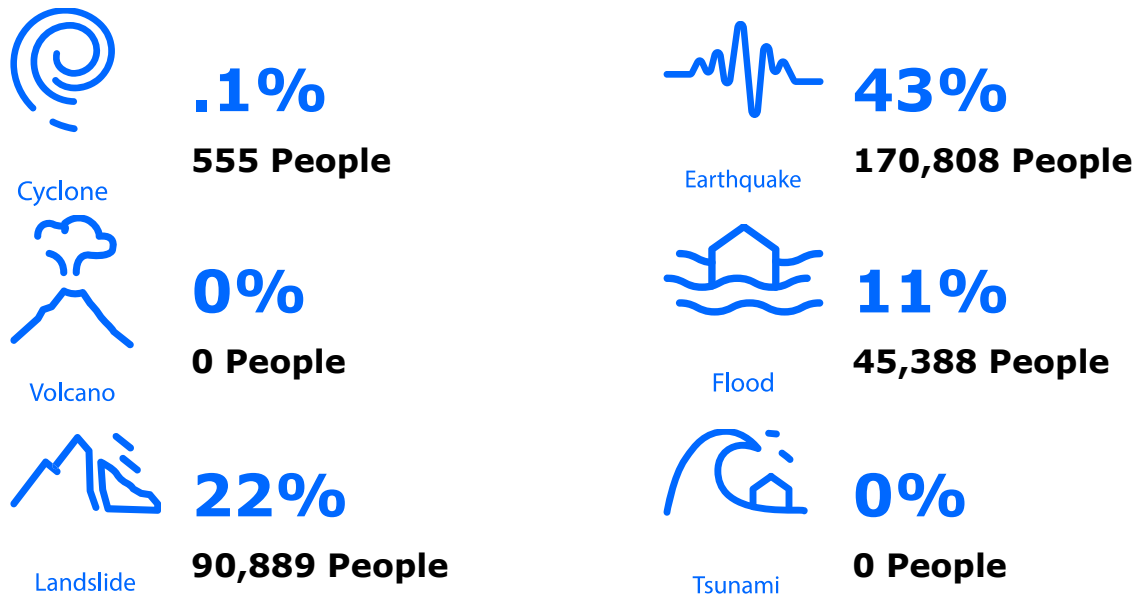 .1%
555 People
Cyclone
43%
170,808 People
Earthquake
0%
0 People
Volcano
11%
45,388 People
Flood
22%
90,889 People
Landslide
0%
0 People
Tsunami